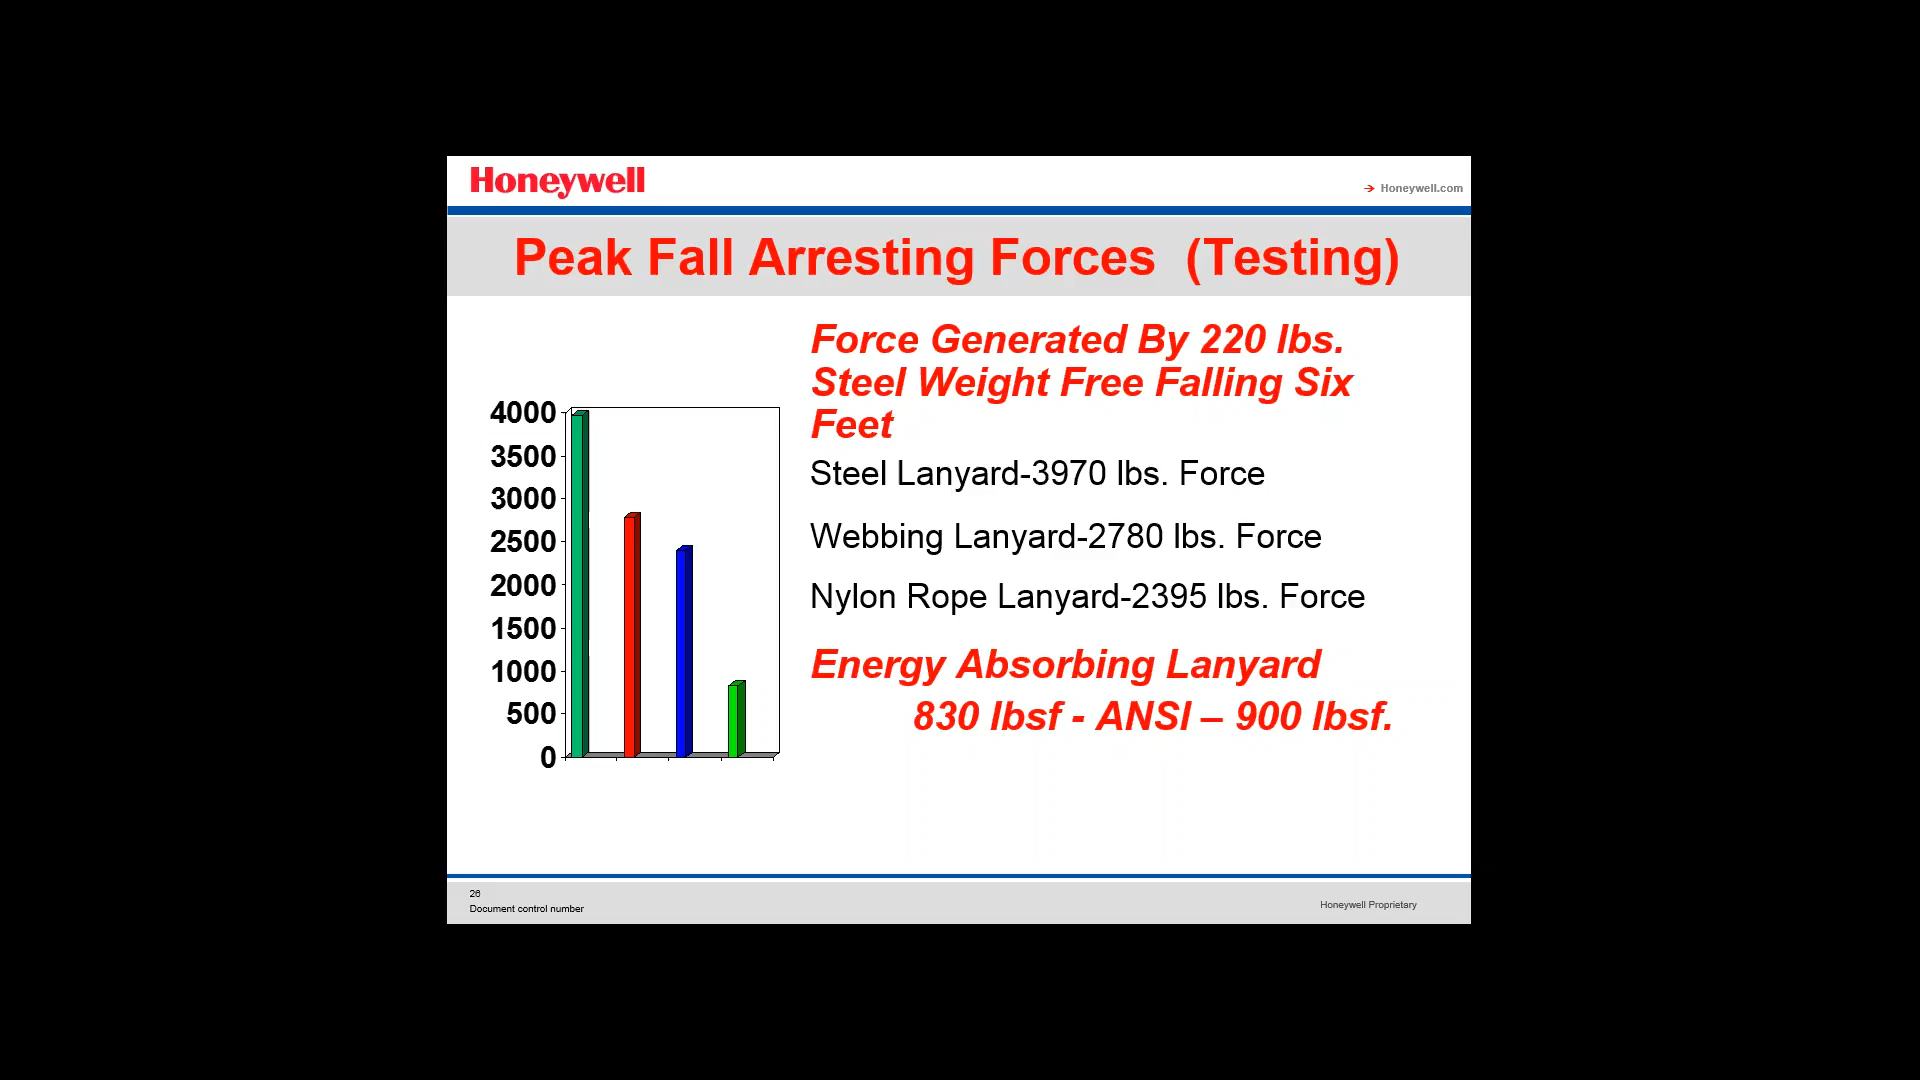 Honeywell
Honeywell.com
Peak Fall Arresting Forces (Testing)
Force Generated By 220 lbs.
Steel Weight Free Falling Six
Feet
4000
3500
3000
2500
2000
1500
1000
500
0
Steel Lanyard-3970 lbs. Force
Webbing Lanyard-2780 lbs. Force
Nylon Rope Lanyard-2395 lbs. Force
Energy Absorbing Lanyard
830 lbsf - ANSI – 900 lbsf.
26
Document control number
Honeywell Proprietary